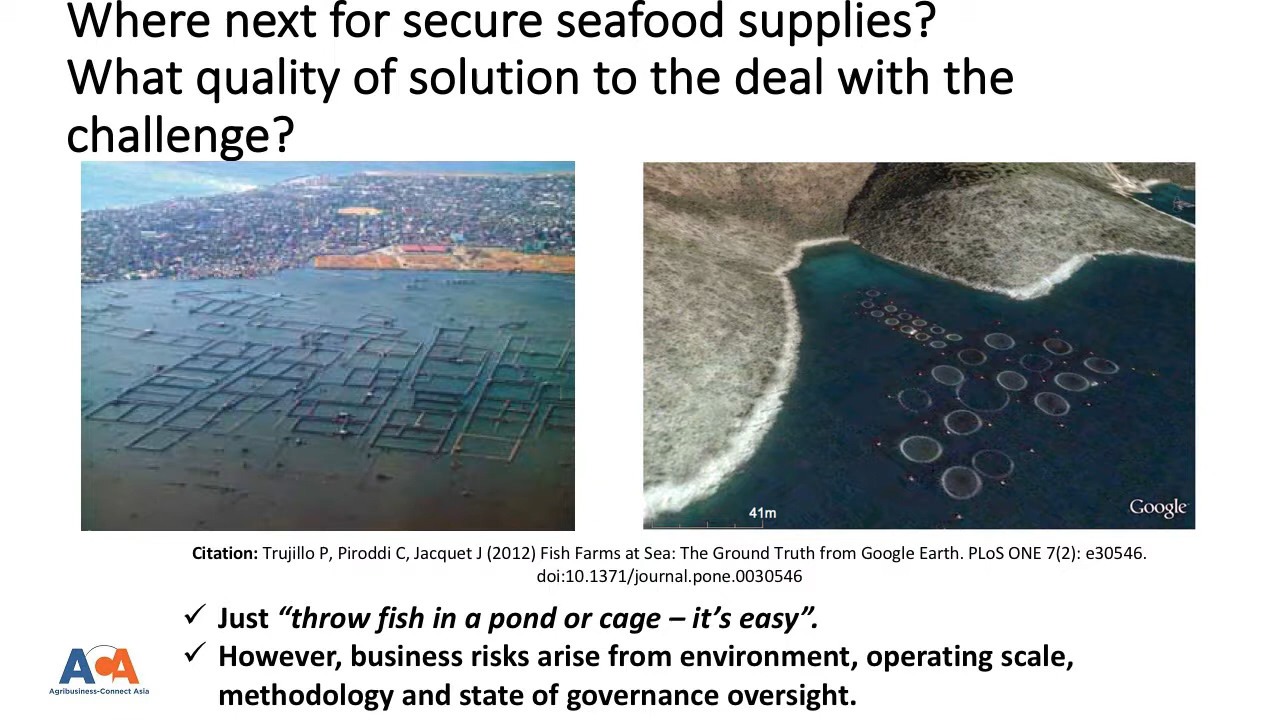 Where next for secure seafood supplies?
What quality of solution to the deal with the
challenge?
41m
Google
Citation: Trujillo P, Piroddi C, Jacquet J (2012) Fish Farms at Sea: The Ground Truth from Google Earth. PLoS ONE 7(2): e30546.
doi:10.1371/journal.pone.0030546
✓ Just “throw fish in a pond or cage – it’s easy”.
✓ However, business risks arise from environment, operating scale,
methodology and state of governance oversight.
ACA
Agribusiness-Connect Asia